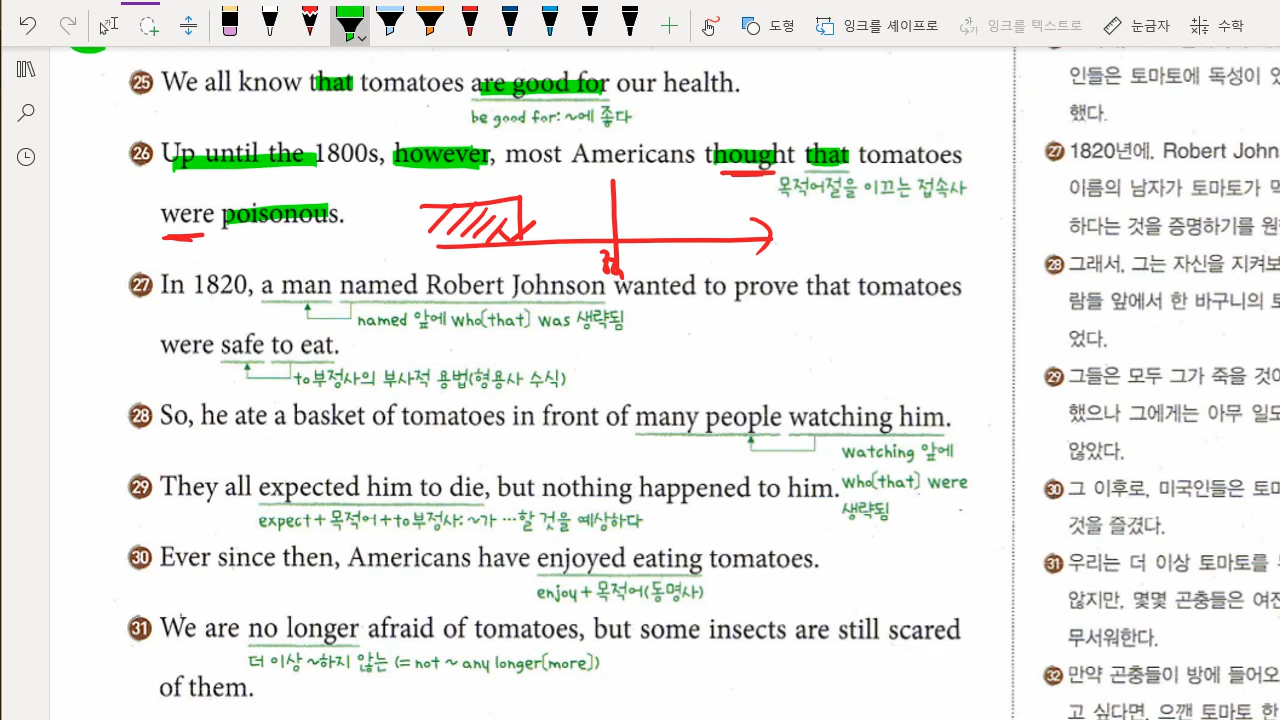 도형 잉크를 셰이프로 잉크를 텍스트로 눈금자 수학
25 We all know that tomatoes are good for our health.
be good for: ~에 좋다
26 Up until the 1800s, however, most Americans thought that tomatoes
목적어절을 이끄는 접속사
were poisonous.
27 In 1820, a man named Robert Johnson wanted to prove that tomatoes
named 앞에 who(that) was 생략됨
were safe to eat.
to부정사의 부사적 용법(형용사 수식)
28 So, he ate a basket of tomatoes in front of many people watching him.
watching 앞에
who(that) were
생략됨
29 They all expected him to die, but nothing happened to him.
expect+목적어+to부정사: ~가 …할 것을 예상하다
30 Ever since then, Americans have enjoyed eating tomatoes.
enjoy+목적어(동명사)
31 We are no longer afraid of tomatoes, but some insects are still scared
더 이상 ~하지 않는 (= not ~ any longer(more))
of them.
인들은 토마토에 독성이
했다.
27 1820년에, Robert
이름의 남자가 토마토가
하다는 것을 증명하기를
28 그래서, 그는 자신을
람들 앞에서 한 바구니의
었다.
29 그들은 모두 그가 죽을
했으나 그에게는 아무
않았다.
30 그 이후로, 미국인들은
것을 즐겼다.
31 우리는 더 이상 토마토를
않지만, 몇몇 곤충들은
무서워한다.
32 만약 곤충들이 방에
고 싶다면, 으깬 토마토